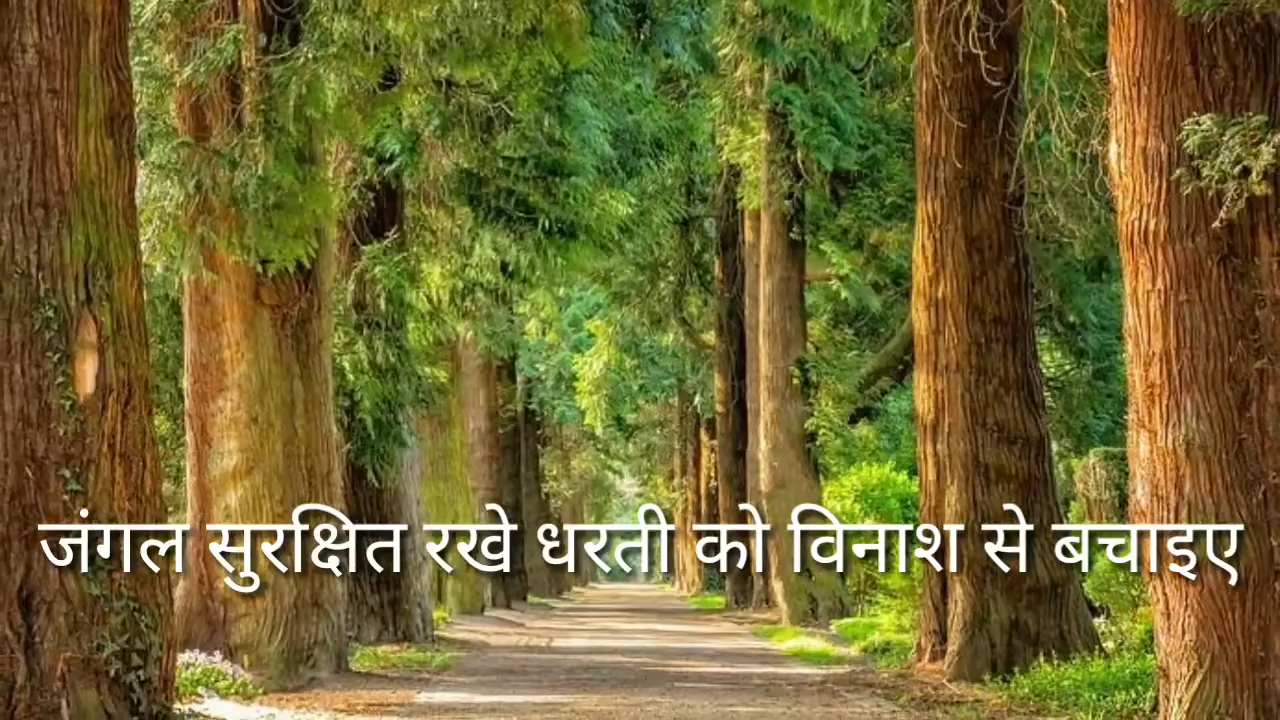 जंगल सुरक्षित रखे धरती को विनाश से बचाइए